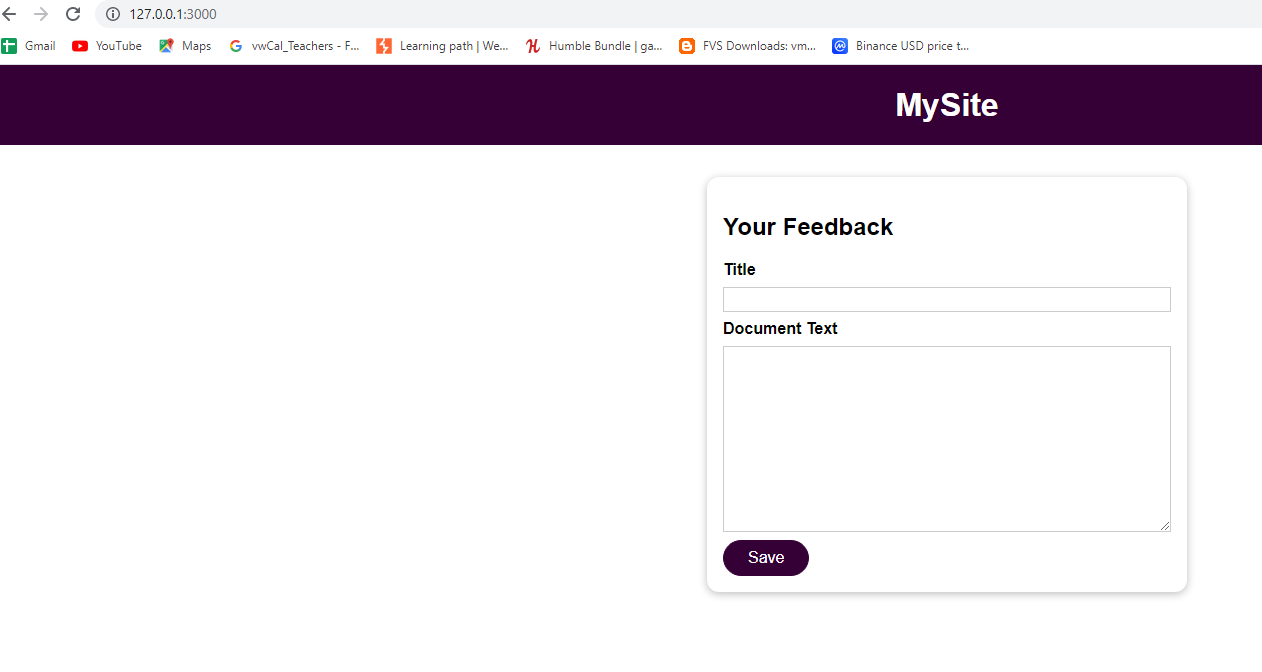 127.0.0.1:3000
Gmail YouTube Maps vwCal_Teachers - F... Learning path | We... Humble Bundle | ga... FVS Downloads: vm... Binance USD price t...
MySite
Your Feedback
Title
Document Text
Save